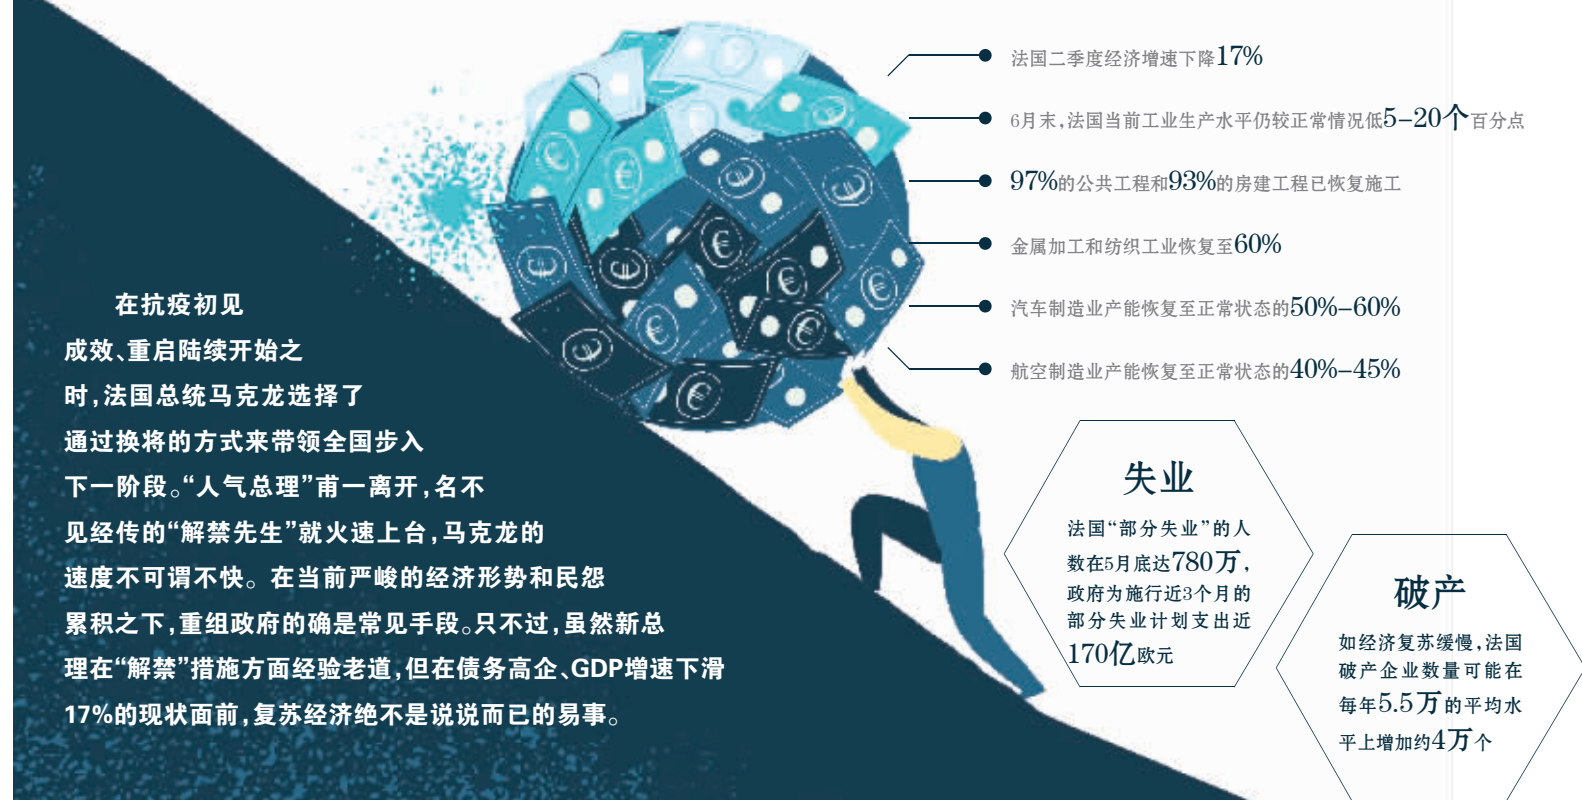 法国二季度经济增速下降17%
6月末,法国当前工业生产水平仍较正常情况低5-20个百分点
97%的公共工程和93%的房建工程已恢复施工
金属加工和纺织工业恢复至60%
汽车制造业产能恢复至正常状态的50%-60%
航空制造业产能恢复至正常状态的40%-45%
在抗疫初见
成效、重启陆续开始之
时,法国总统马克龙选择了
通过换将的方式来带领全国步入
下一阶段。“人气总理”甫一离开,名不
见经传的“解禁先生”就火速上台,马克龙的
速度不可谓不快。在当前严峻的经济形势和民怨
累积之下,重组政府的确是常见手段。只不过,虽然新总
理在“解禁”措施方面经验老道,但在债务高企、GDP增速下滑
17%的现状面前,复苏经济绝不是说说而已的易事。
失业
法国“部分失业”的人
数在5月底达780万,
政府为施行近3个月的
部分失业计划支出近
170亿欧元
破产
如经济复苏缓慢,法国
破产企业数量可能在
每年5.5万的平均水
平上增加约4万个